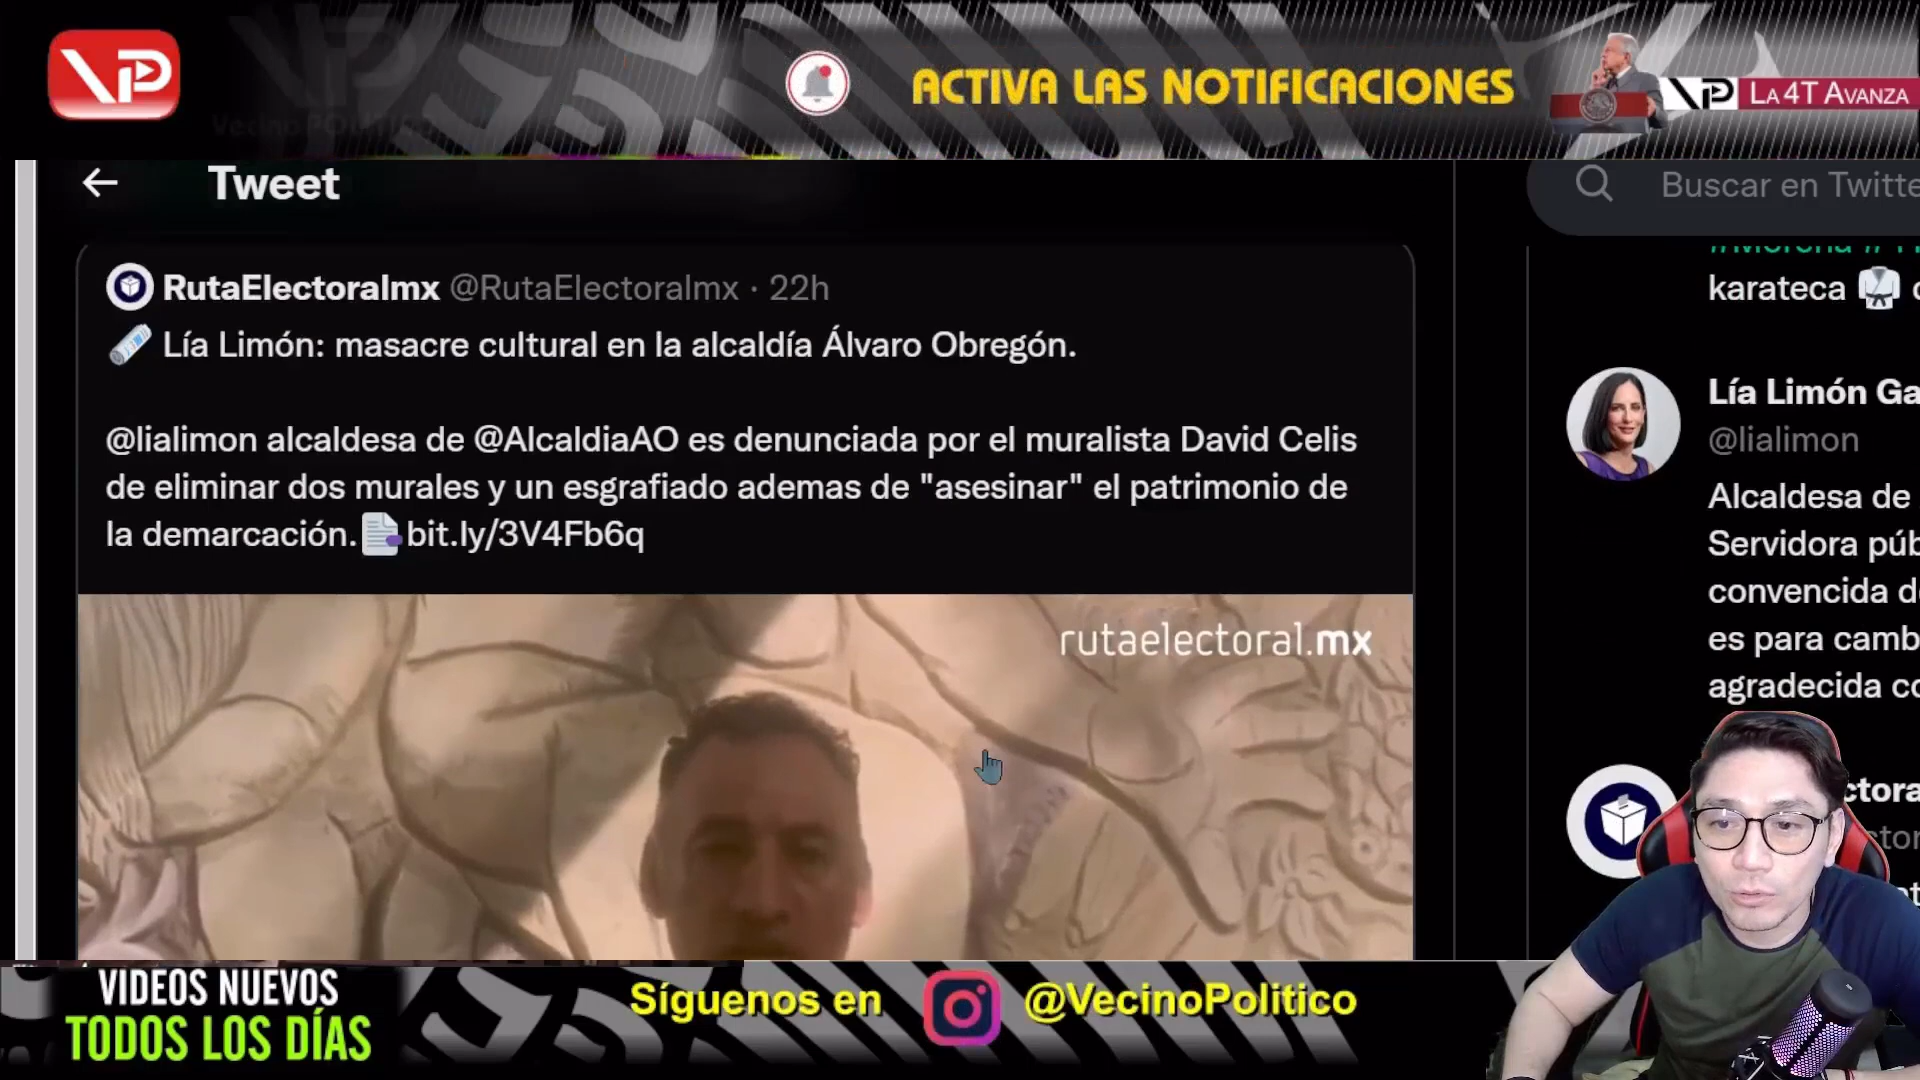 VP
ACTIVA LAS NOTIFICACIONES
VP LA 4T AVANZA
Tweet
Buscar en Twitte
RutaElectoralmx @RutaElectoralmx · 22h
Lía Limón: masacre cultural en la alcaldía Álvaro Obregón.
@lialimon alcaldesa de @AlcaldiaAO es denunciada por el muralista David Celis
de eliminar dos murales y un esgrafiado ademas de "asesinar" el patrimonio de
la demarcación. bit.ly/3V4Fb6q
rutaelectoral.mx
karateca
Lía Limón Ga
@lialimon
Alcaldesa de
Servidora púb
convencida d
es para camb
agradecida co
ctora
VIDEOS NUEVOS
TODOS LOS DÍAS
Síguenos en @VecinoPolitico